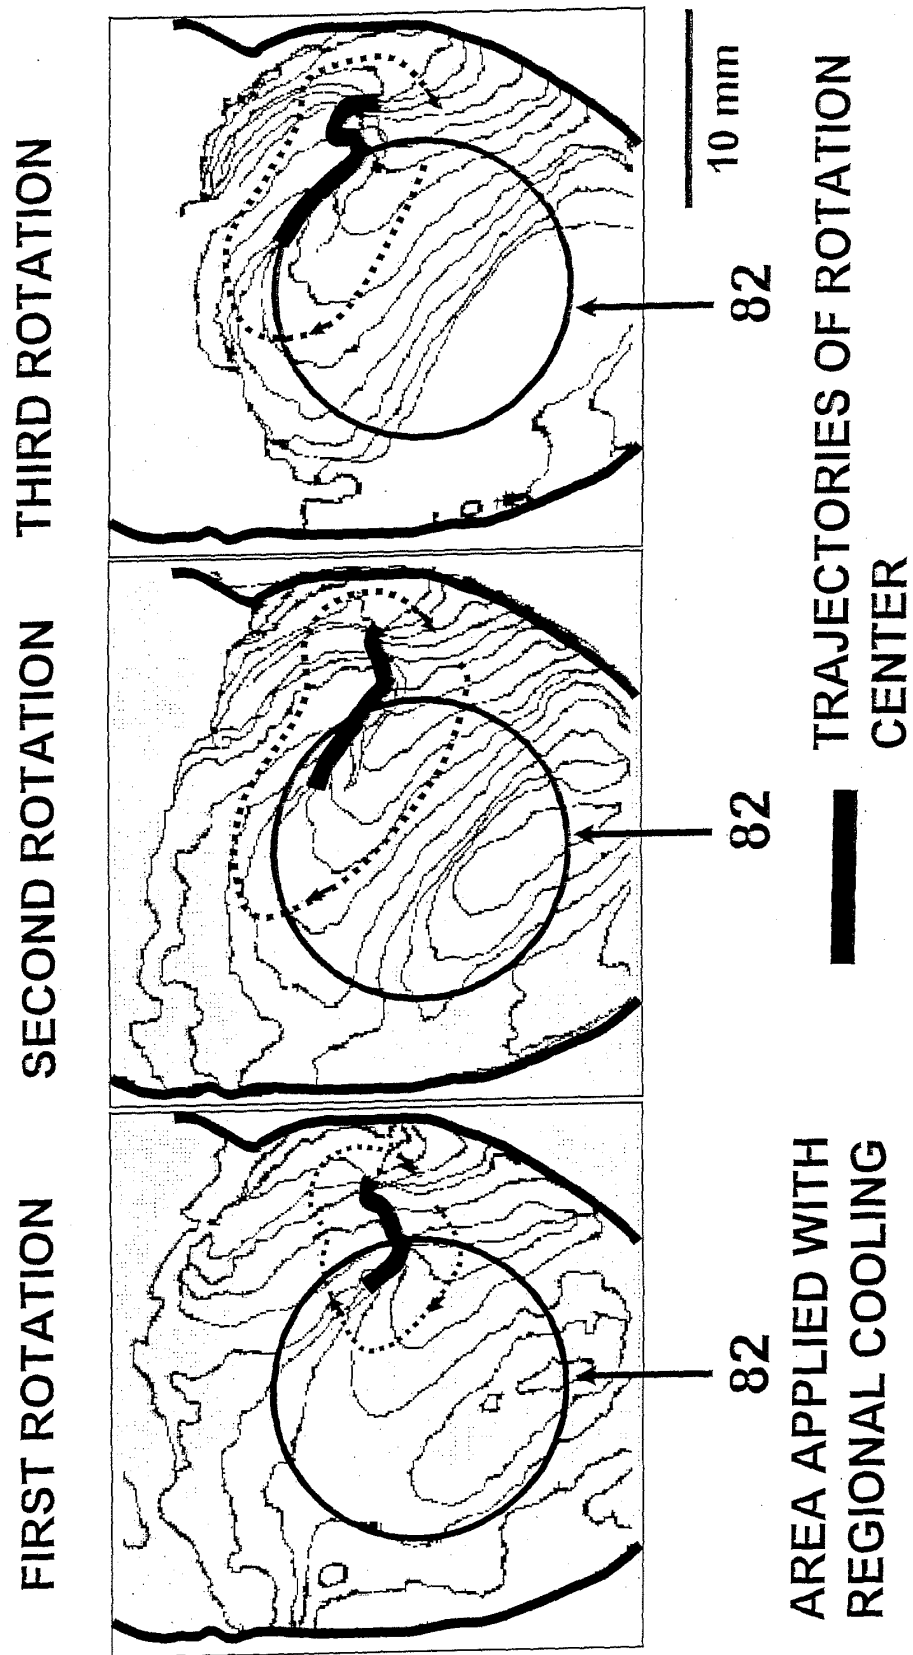 FIRST ROTATION
SECOND ROTATION
THIRD ROTATION
82
82
82
10 mm
AREA APPLIED WITH
REGIONAL COOLING
TRAJECTORIES OF ROTATION
CENTER